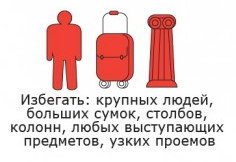 Избегать: крупных людей,
больших сумок, столбов,
колонн, любых выступающих
предметов, узких проемов